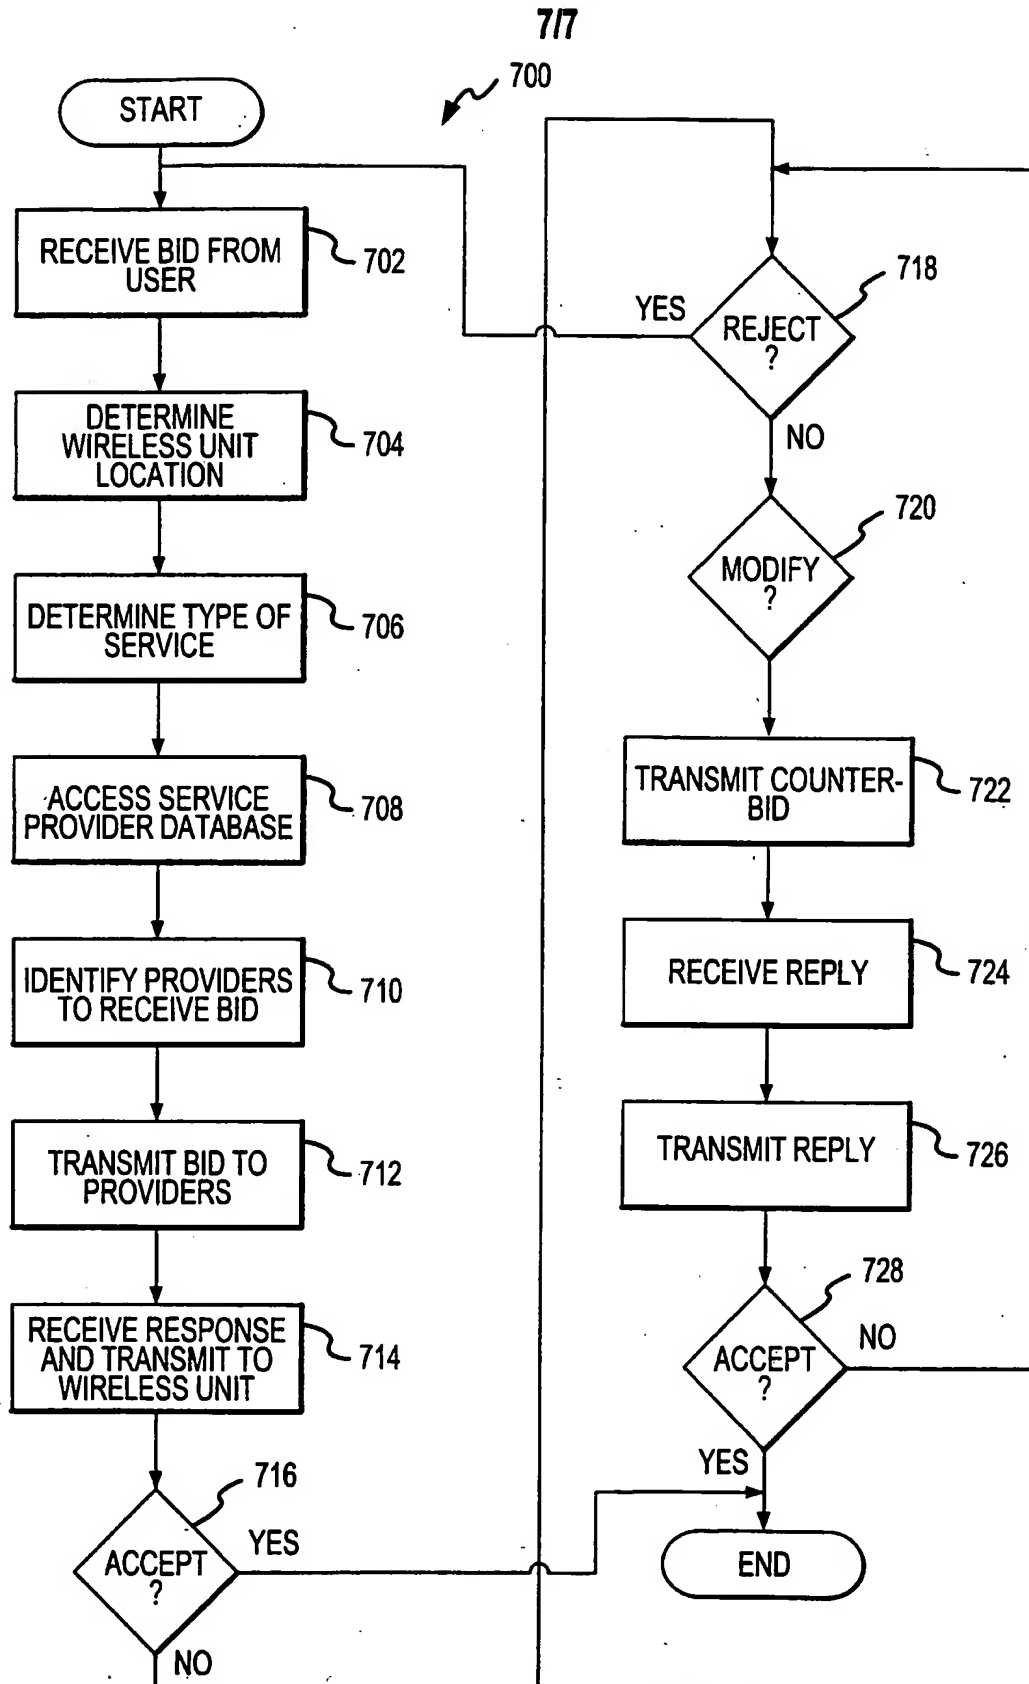 7/7
700
START
RECEIVE BID FROM
USER
702
DETERMINE
WIRELESS UNIT
LOCATION
704
DETERMINE TYPE OF
SERVICE
706
ACCESS SERVICE
PROVIDER DATABASE
708
IDENTIFY PROVIDERS
TO RECEIVE BID
710
TRANSMIT BID TO
PROVIDERS
712
RECEIVE RESPONSE
AND TRANSMIT TO
WIRELESS UNIT
714
ACCEPT
?
716
YES
NO
REJECT
?
718
YES
NO
MODIFY
?
720
TRANSMIT COUNTER-
BID
722
RECEIVE REPLY
724
TRANSMIT REPLY
726
ACCEPT
?
728
NO
YES
END